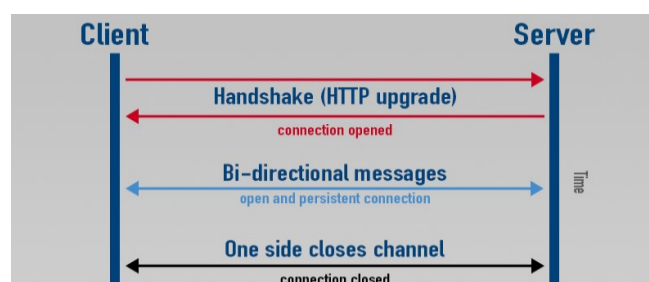 Client
Server
Handshake (HTTP upgrade)
connection opened
Bi-directional messages
open and persistent connection
Time
One side closes channel
connection closed